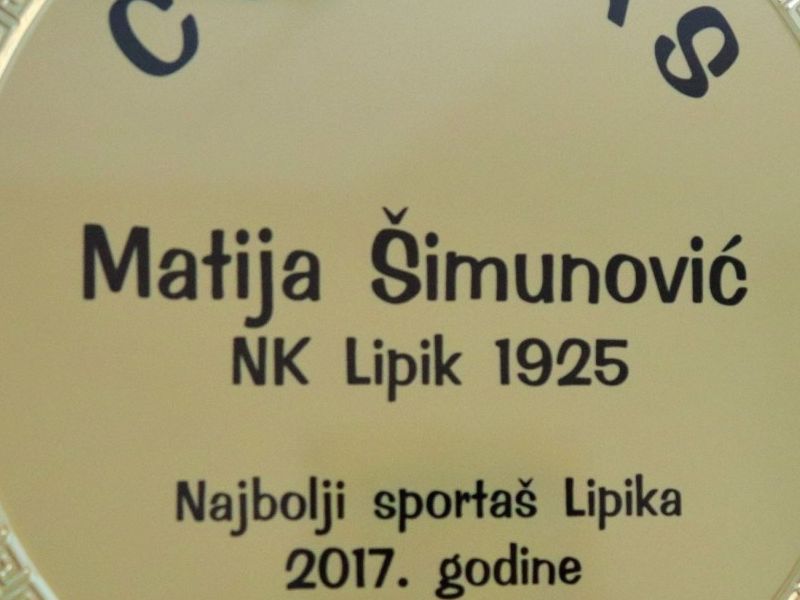 Matija Šimunović
NK Lipik 1925
Najbolji sportaš Lipika
2017. godine